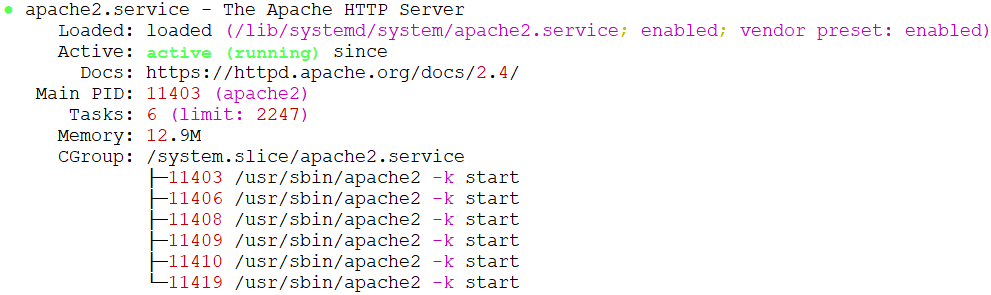 ● apache2.service - The Apache HTTP Server
Loaded: loaded (/lib/systemd/system/apache2.service; enabled; vendor preset: enabled)
Active: active (running) since
Docs: https://httpd.apache.org/docs/2.4/
Main PID: 11403 (apache2)
Tasks: 6 (limit: 2247)
Memory: 12.9M
CGroup: /system.slice/apache2.service
├─11403 /usr/sbin/apache2 -k start
├─11406 /usr/sbin/apache2 -k start
├─11408 /usr/sbin/apache2 -k start
├─11409 /usr/sbin/apache2 -k start
├─11410 /usr/sbin/apache2 -k start
└─11419 /usr/sbin/apache2 -k start